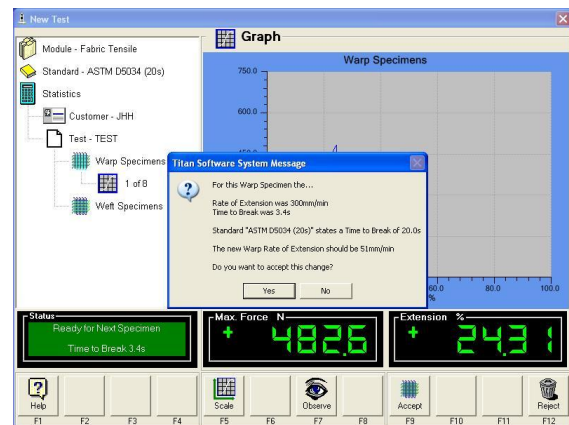 New Test
Module - Fabric Tensile
Standard - ASTM D5034 (20s)
Statistics
Customer - JHH
Test - TEST
Warp Specimens
1 of 8
Weft Specimens
Graph
Warp Specimens
750.0
600.0
450.0
Titan Software System Message
For this Warp Specimen the...
Rate of Extension was 300mm/min
Time to Break was 3.4s
Standard "ASTM D5034 (20s)" states a Time to Break of 20.0s
The new Warp Rate of Extension should be 51mm/min
Do you want to accept this change?
Yes No
60.0 80.0 100.0
%
Status
Ready for Next Specimen
Time to Break 3.4s
Max. Force N
+ 482.6
Extension %
+ 24.31
Help Scale Observe Accept Reject
F1 F2 F3 F4 F5 F6 F7 F8 F9 F10 F11 F12